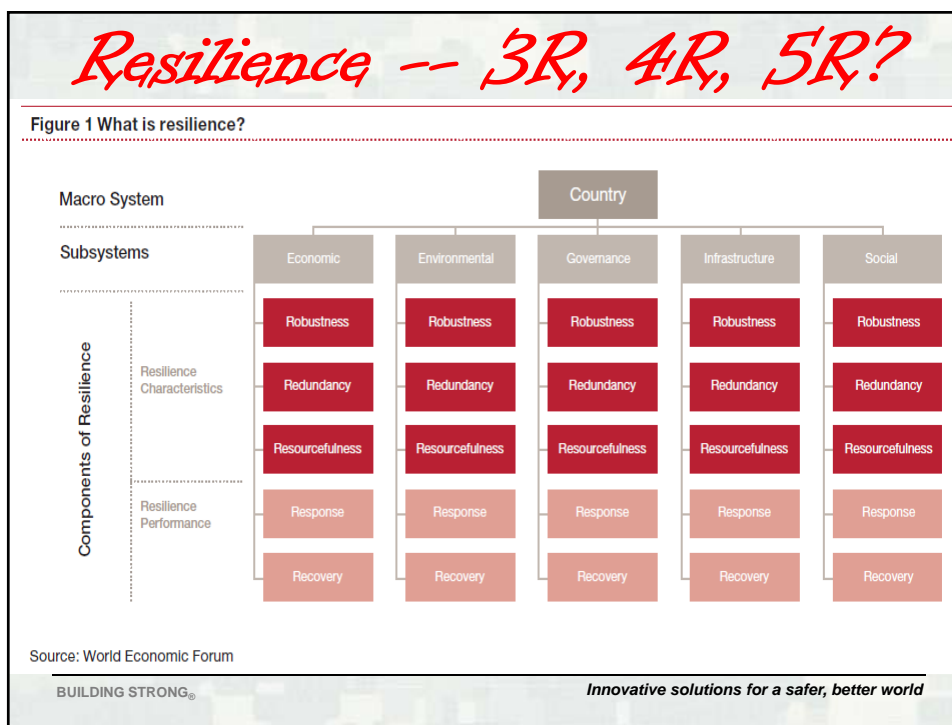 Resilience -- 3R, 4R, 5R?
Figure 1 What is resilience?
Macro System
Country
Subsystems
Economic Environmental Governance Infrastructure Social
Components of Resilience
Resilience
Characteristics
Robustness Robustness Robustness Robustness Robustness
Redundancy Redundancy Redundancy Redundancy Redundancy
Resourcefulness Resourcefulness Resourcefulness Resourcefulness Resourcefulness
Resilience
Performance
Response Response Response Response Response
Recovery Recovery Recovery Recovery Recovery
Source: World Economic Forum
BUILDING STRONG® Innovative solutions for a safer, better world